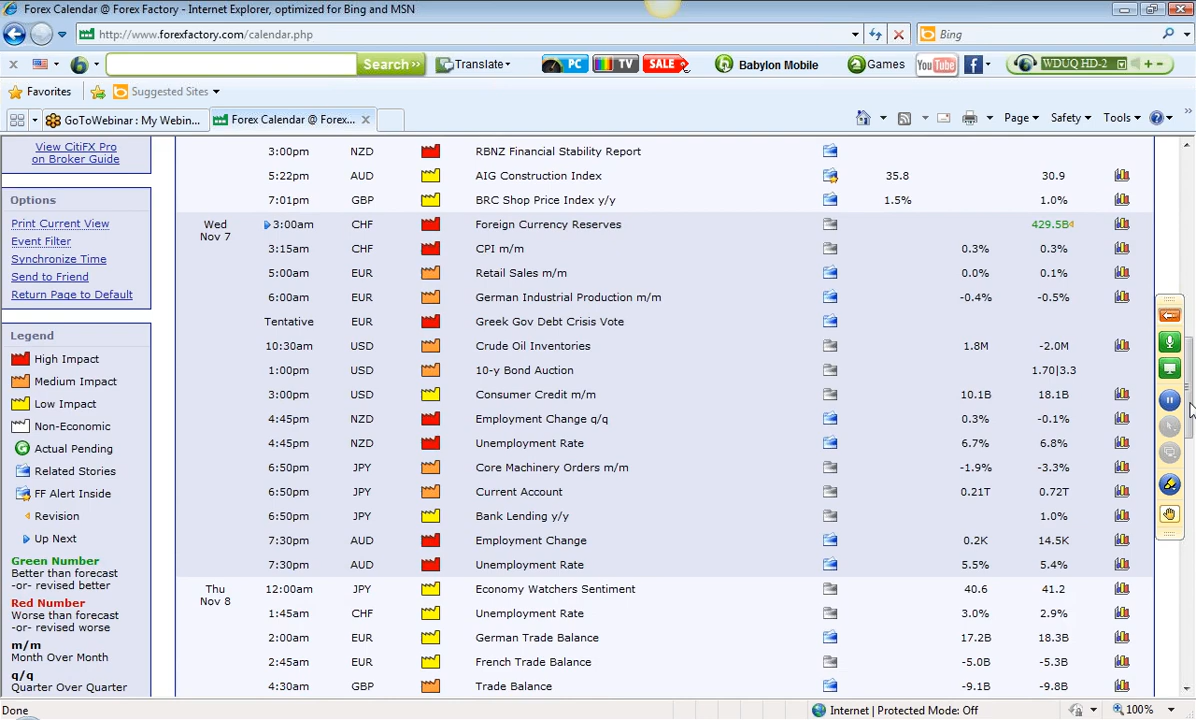 Forex Calendar @ Forex Factory - Internet Explorer, optimized for Bing and MSN
http://www.forexfactory.com/calendar.php
Bing
Search>>
Translate
PC
TV
SALE
Babylon Mobile
Games
YouTube
f
WDUQ HD-2
Favorites
Suggested Sites
GoToWebinar : My Webin...
Forex Calendar @ Forex...
Page
Safety
Tools
View CitiFX Pro
on Broker Guide
Options
Print Current View
Event Filter
Synchronize Time
Send to Friend
Return Page to Default
Legend
High Impact
Medium Impact
Low Impact
Non-Economic
Actual Pending
Related Stories
FF Alert Inside
Revision
Up Next
Green Number
Better than forecast
-or- revised better
Red Number
Worse than forecast
-or- revised worse
m/m
Month Over Month
q/q
Quarter Over Quarter
3:00pm NZD RBNZ Financial Stability Report
5:22pm AUD AIG Construction Index 35.8 30.9
7:01pm GBP BRC Shop Price Index y/y 1.5% 1.0%
Wed
Nov 7
3:00am CHF Foreign Currency Reserves 429.5B
3:15am CHF CPI m/m 0.3% 0.3%
5:00am EUR Retail Sales m/m 0.0% 0.1%
6:00am EUR German Industrial Production m/m -0.4% -0.5%
Tentative EUR Greek Gov Debt Crisis Vote
10:30am USD Crude Oil Inventories 1.8M -2.0M
1:00pm USD 10-y Bond Auction 1.70|3.3
3:00pm USD Consumer Credit m/m 10.1B 18.1B
4:45pm NZD Employment Change q/q 0.3% -0.1%
4:45pm NZD Unemployment Rate 6.7% 6.8%
6:50pm JPY Core Machinery Orders m/m -1.9% -3.3%
6:50pm JPY Current Account 0.21T 0.72T
6:50pm JPY Bank Lending y/y 1.0%
7:30pm AUD Employment Change 0.2K 14.5K
7:30pm AUD Unemployment Rate 5.5% 5.4%
Thu
Nov 8
12:00am JPY Economy Watchers Sentiment 40.6 41.2
1:45am CHF Unemployment Rate 3.0% 2.9%
2:00am EUR German Trade Balance 17.2B 18.3B
2:45am EUR French Trade Balance -5.0B -5.3B
4:30am GBP Trade Balance -9.1B -9.8B
Done
Internet | Protected Mode: Off
100%